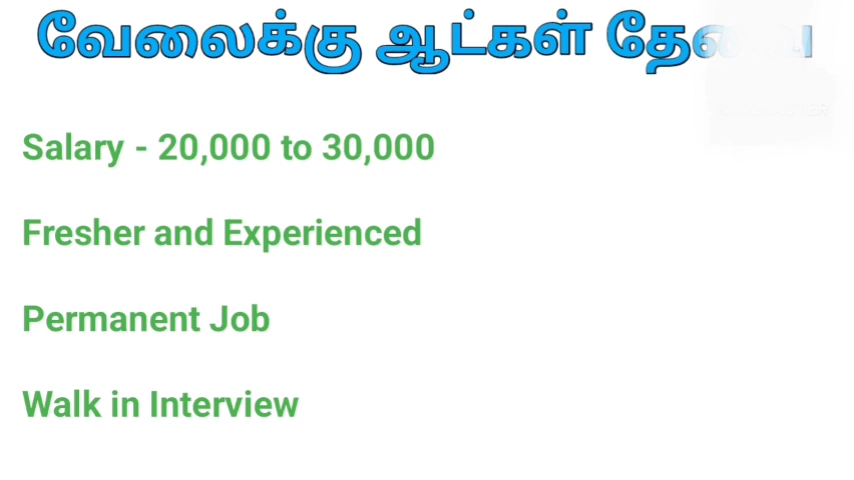 வேலைக்கு ஆட்கள் தேவை
Salary - 20,000 to 30,000
Fresher and Experienced
Permanent Job
Walk in Interview